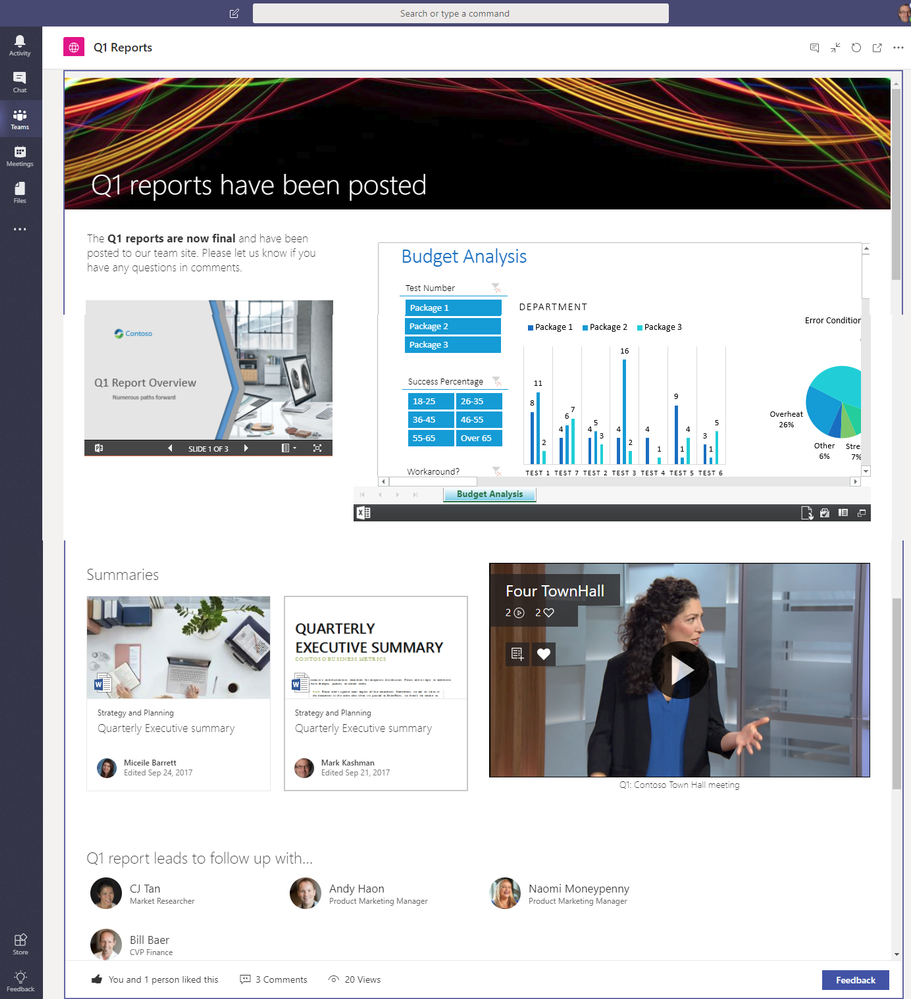 Search or type a command
Activity
Chat
Teams
Meetings
Files
Store
Feedback
Q1 Reports
Q1 reports have been posted
The Q1 reports are now final and have been
posted to our team site. Please let us know if you
have any questions in comments.
Contoso
Q1 Report Overview
Numerous paths forward
SLIDE 1 OF 3
Budget Analysis
Test Number
Package 1
Package 2
Package 3
Success Percentage
18-25 26-35
36-45 46-55
55-65 Over 65
Workaround?
DEPARTMENT
Package 1 Package 2 Package 3
8 11 2
4 6 7
4 5 3
4 16 2
4 1
9 1 4
3 1 5
TEST 1 TEST 7 TEST 2 TEST 3 TEST 4 TEST 5 TEST 6
Error Condition
Overheat
26%
Other
6%
Stre
7%
Budget Analysis
Summaries
Strategy and Planning
Quarterly Executive summary
Miceile Barrett
Edited Sep 24, 2017
QUARTERLY
EXECUTIVE SUMMARY
CONTOSO BUSINESS METRICS
Strategy and Planning
Quarterly Executive summary
Mark Kashman
Edited Sep 21, 2017
Four TownHall
2 2
Q1: Contoso Town Hall meeting
Q1 report leads to follow up with...
CJ Tan
Market Researcher
Andy Haon
Product Marketing Manager
Naomi Moneypenny
Product Marketing Manager
Bill Baer
CVP Finance
You and 1 person liked this
3 Comments
20 Views
Feedback